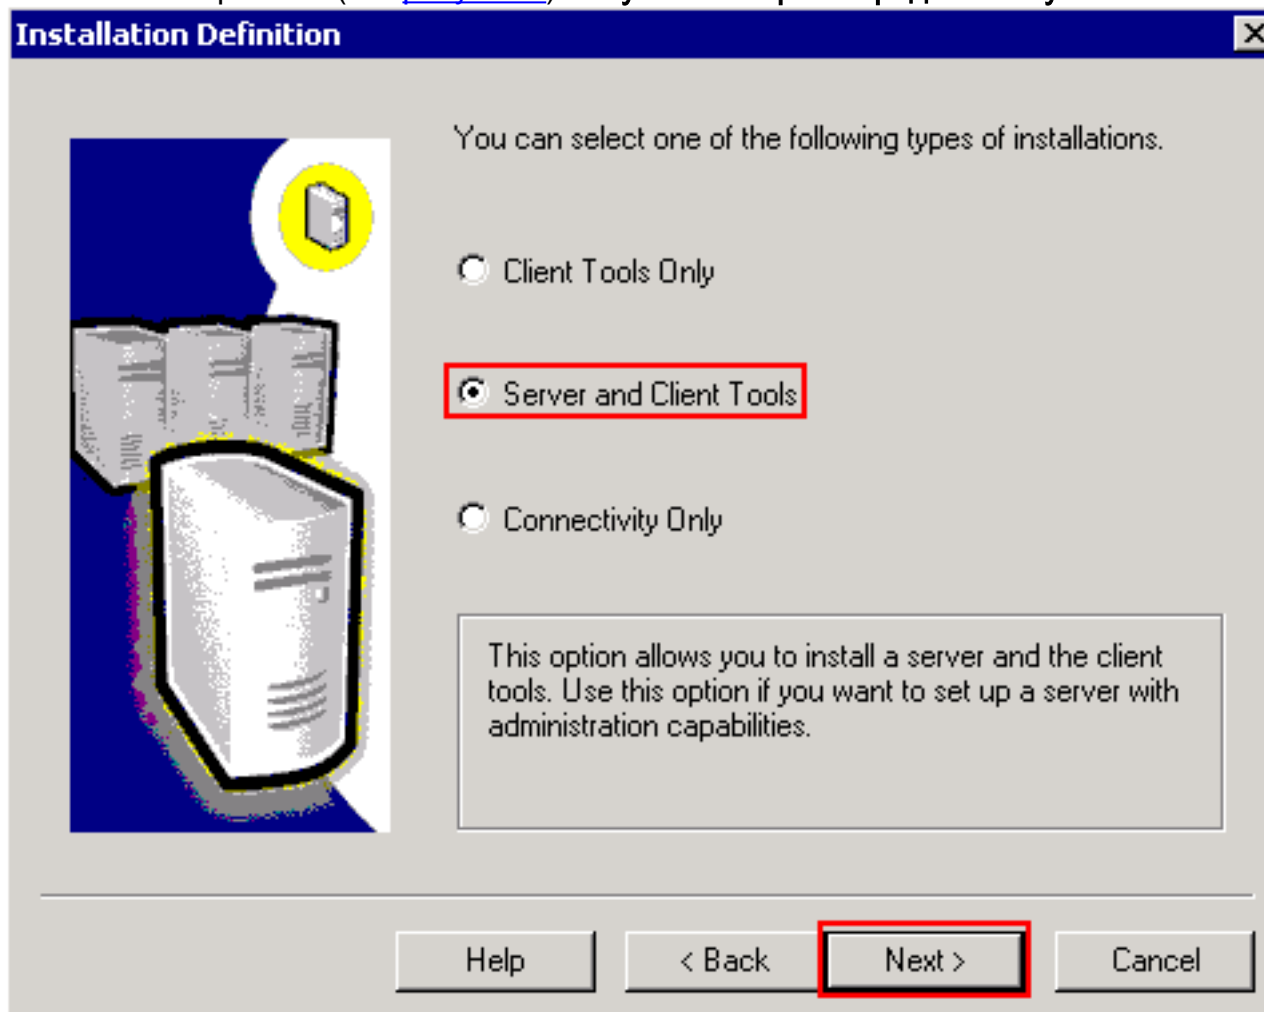 Installation Definition
You can select one of the following types of installations.
Client Tools Only
Server and Client Tools
Connectivity Only
This option allows you to install a server and the client
tools. Use this option if you want to set up a server with
administration capabilities.
Help
< Back
Next >
Cancel